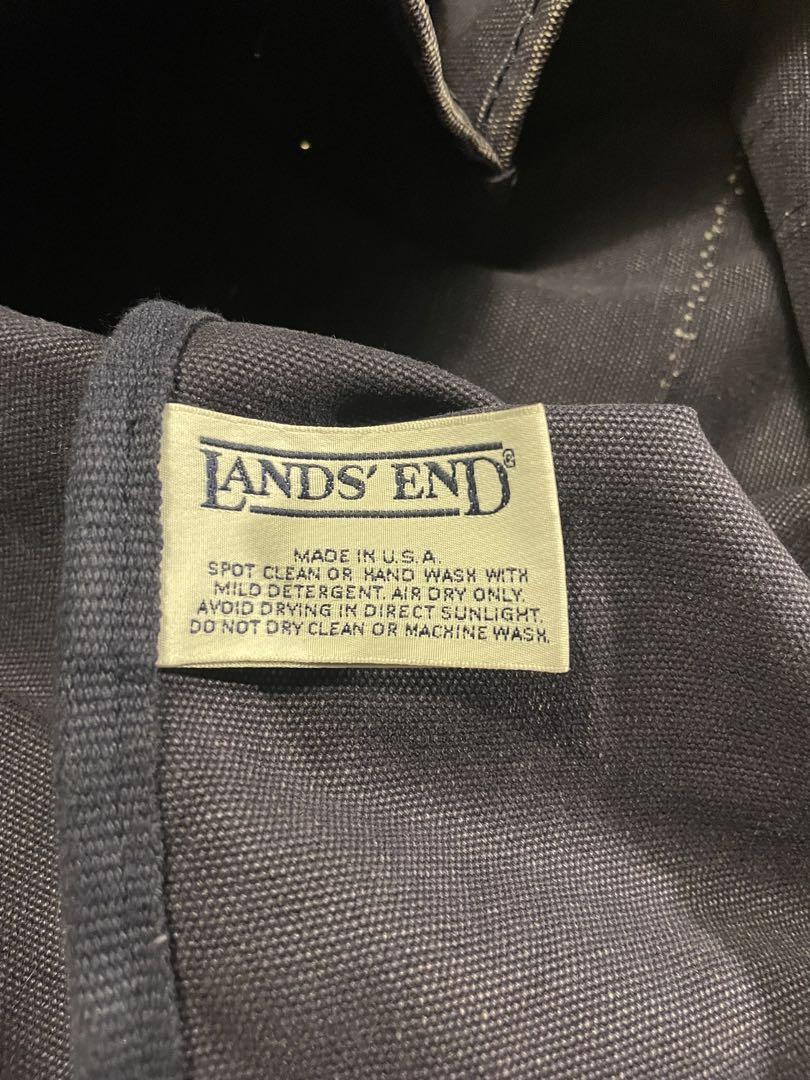 LANDS' END®
MADE IN U.S.A.
SPOT CLEAN OR HAND WASH WITH
MILD DETERGENT. AIR DRY ONLY.
AVOID DRYING IN DIRECT SUNLIGHT.
DO NOT DRY CLEAN OR MACHINE WASH.